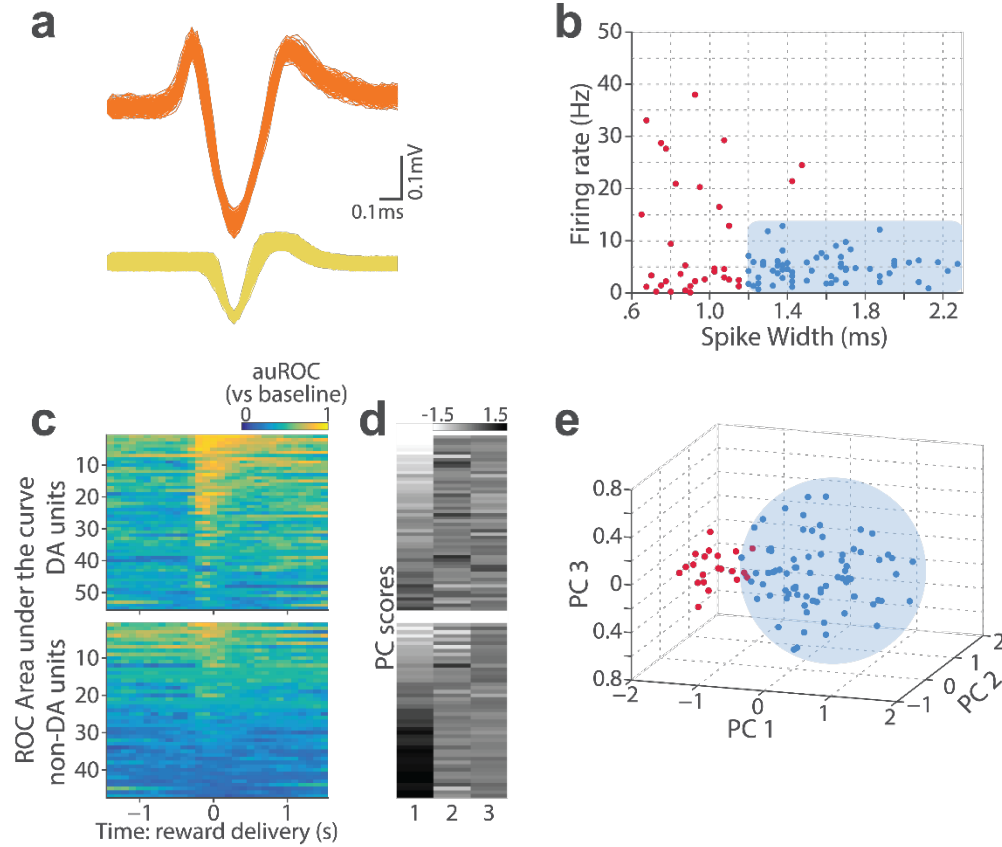 a
0.1mV
0.1ms
b
Firing rate (Hz)
50
40
30
20
10
0
.6 1.0 1.4 1.8 2.2
Spike Width (ms)
c
auROC
(vs baseline)
0 1
ROC Area under the curve
DA units
10
20
30
40
50
non-DA units
10
20
30
40
−1 0 1
Time: reward delivery (s)
d
-1.5 1.5
PC scores
1 2 3
e
PC 3
0.8
0.4
0
0.4
0.8
−2 −1 0 1 2
PC 1
−1 0 1 2
PC 2